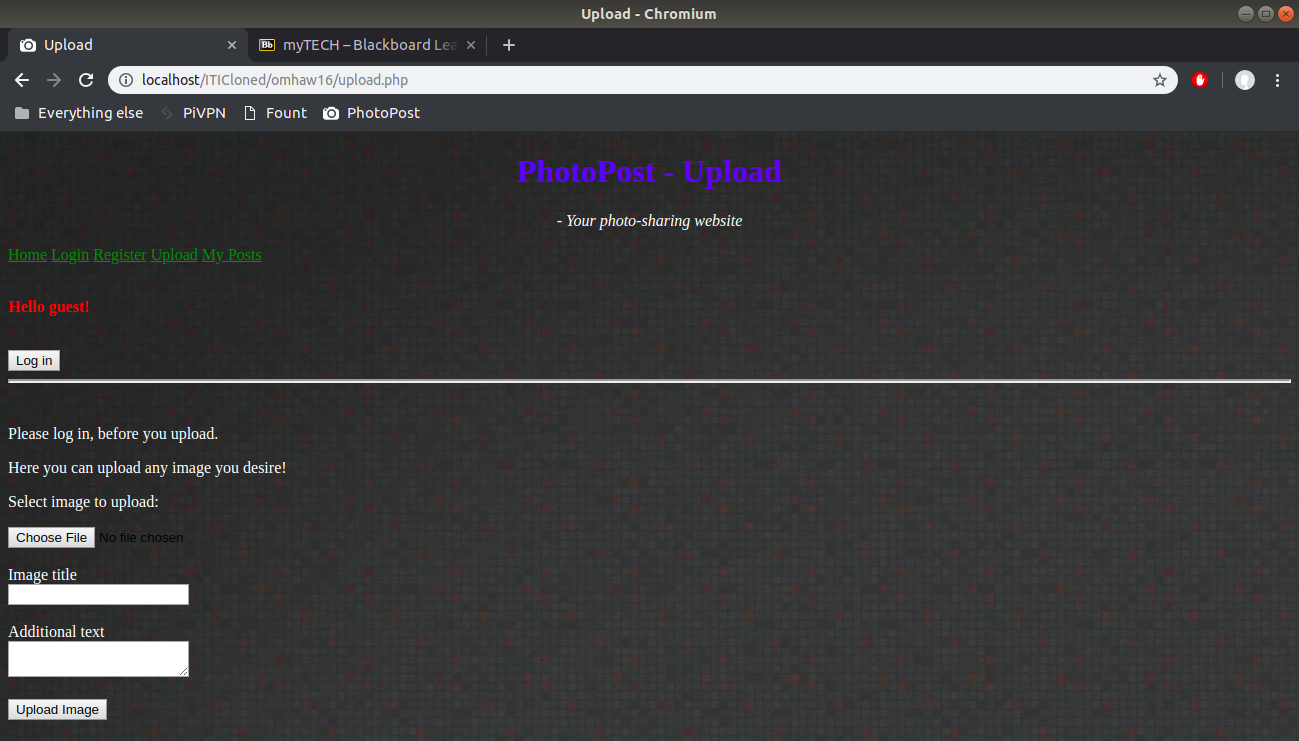 Upload - Chromium
Upload
Bb myTECH – Blackboard Lea
localhost/ITICloned/omhaw16/upload.php
Everything else PiVPN Fount PhotoPost
PhotoPost - Upload
- Your photo-sharing website
Home Login Register Upload My Posts
Hello guest!
Log in
Please log in, before you upload.
Here you can upload any image you desire!
Select image to upload:
Choose File No file chosen
Image title
Additional text
Upload Image